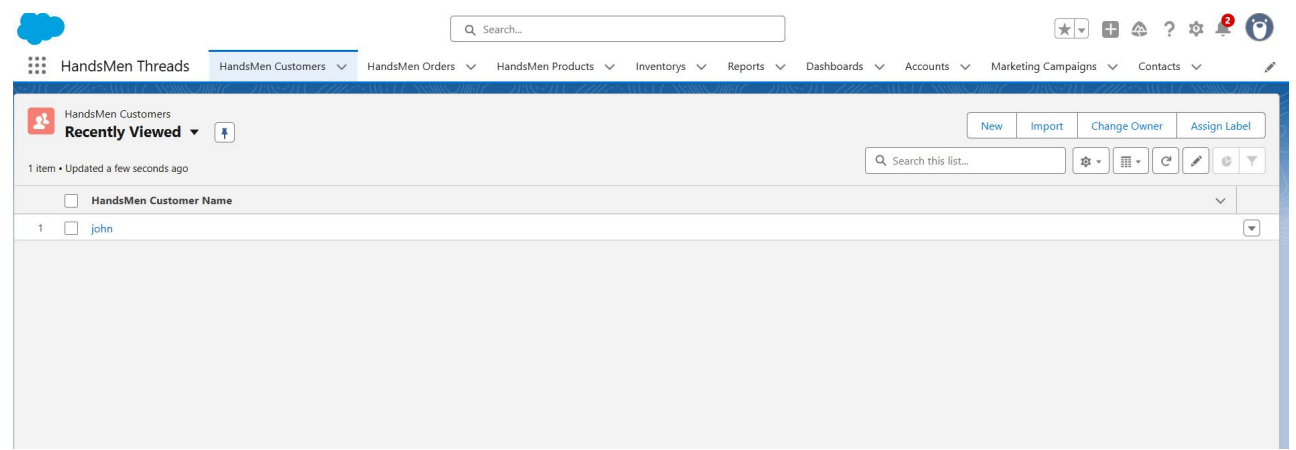 Search...
2
HandsMen Threads HandsMen Customers HandsMen Orders HandsMen Products Inventorys Reports Dashboards Accounts Marketing Campaigns Contacts
HandsMen Customers
Recently Viewed
New Import Change Owner Assign Label
1 item • Updated a few seconds ago
Search this list...
HandsMen Customer Name
1 john